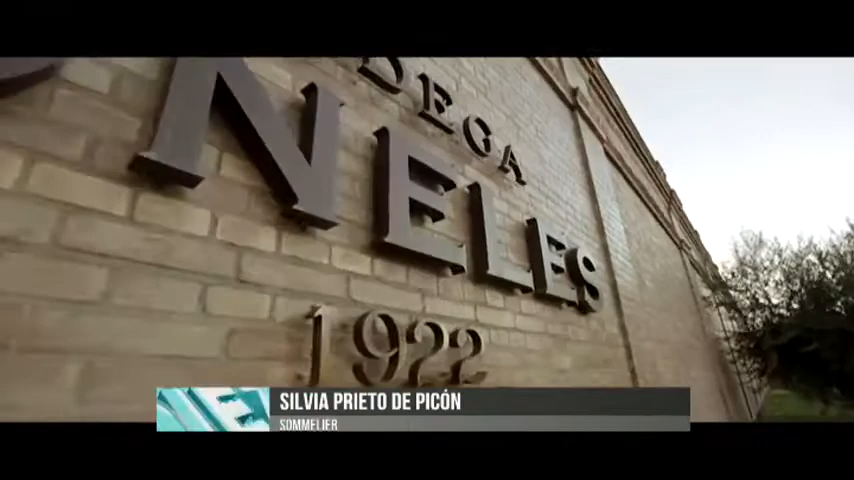 DEGA
NELES
1922
SILVIA PRIETO DE PICÓN
SOMMELIER